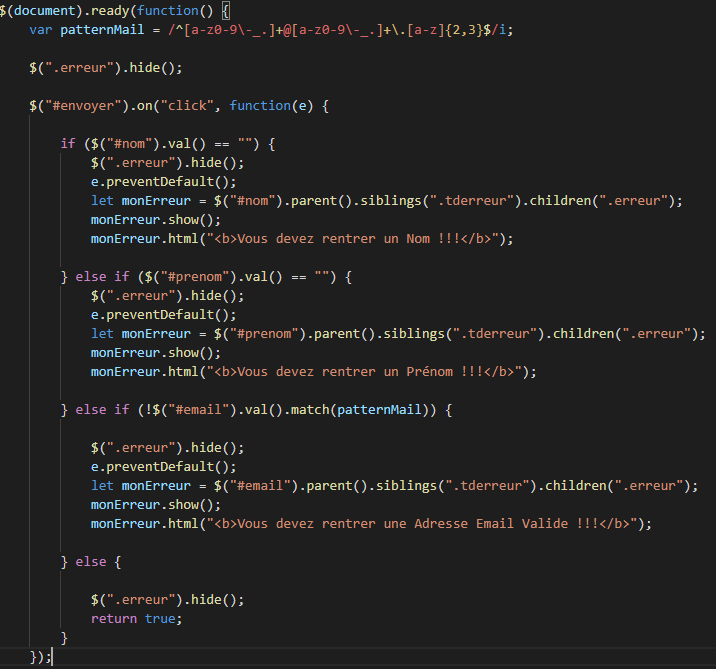 $(document).ready(function() {
var patternMail = /^[a-z0-9\-_.]+@[a-z0-9\-_.]+\.[a-z]{2,3}$/i;
$(".erreur").hide();
$("#envoyer").on("click", function(e) {
if ($("#nom").val() == "") {
$(".erreur").hide();
e.preventDefault();
let monErreur = $("#nom").parent().siblings(".tderreur").children(".erreur");
monErreur.show();
monErreur.html("<b>Vous devez rentrer un Nom !!!</b>");
} else if ($("#prenom").val() == "") {
$(".erreur").hide();
e.preventDefault();
let monErreur = $("#prenom").parent().siblings(".tderreur").children(".erreur");
monErreur.show();
monErreur.html("<b>Vous devez rentrer un Prénom !!!</b>");
} else if (!$("#email").val().match(patternMail)) {
$(".erreur").hide();
e.preventDefault();
let monErreur = $("#email").parent().siblings(".tderreur").children(".erreur");
monErreur.show();
monErreur.html("<b>Vous devez rentrer une Adresse Email Valide !!!</b>");
} else {
$(".erreur").hide();
return true;
}
});